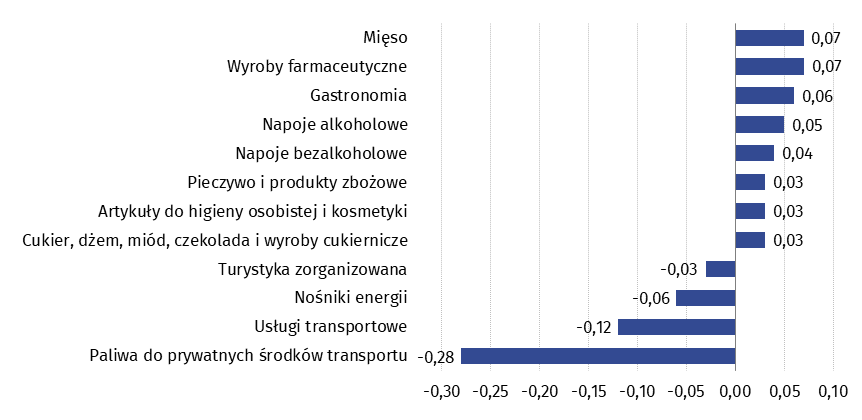 Mięso 0,07
Wyroby farmaceutyczne 0,07
Gastronomia 0,06
Napoje alkoholowe 0,05
Napoje bezalkoholowe 0,04
Pieczywo i produkty zbożowe 0,03
Artykuły do higieny osobistej i kosmetyki 0,03
Cukier, dżem, miód, czekolada i wyroby cukiernicze 0,03
Turystyka zorganizowana -0,03
Nośniki energii -0,06
Usługi transportowe -0,12
Paliwa do prywatnych środków transportu -0,28
-0,30 -0,25 -0,20 -0,15 -0,10 -0,05 0,00 0,05 0,10